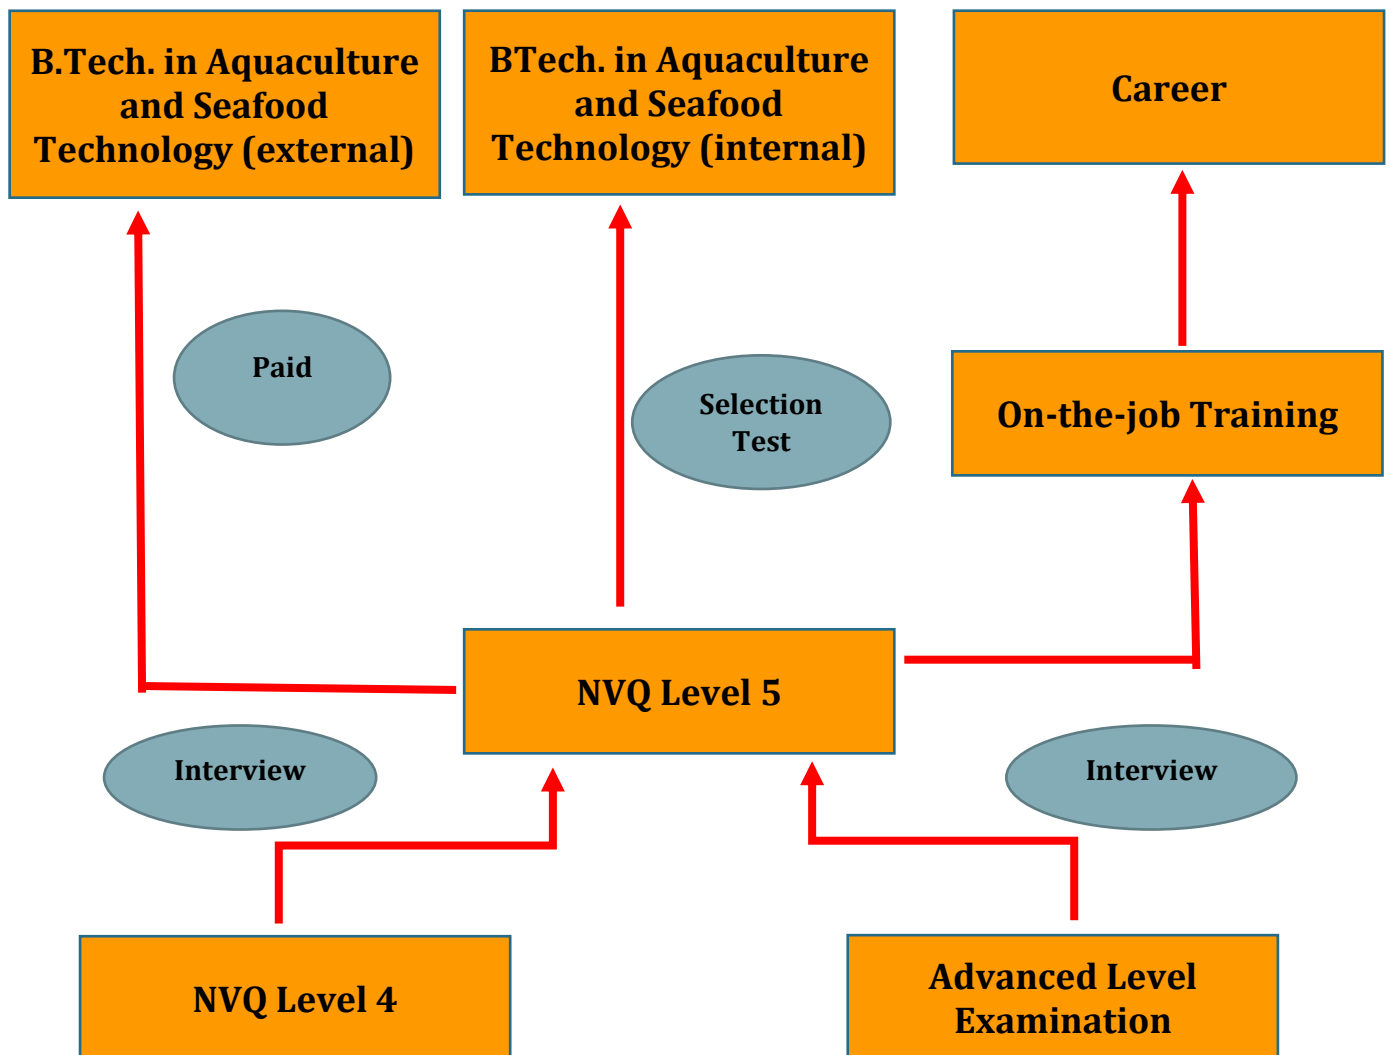 B.Tech. in Aquaculture
and Seafood
Technology (external)
BTech. in Aquaculture
and Seafood
Technology (internal)
Career
Paid
Selection
Test
On-the-job Training
NVQ Level 5
Interview
Interview
NVQ Level 4
Advanced Level
Examination